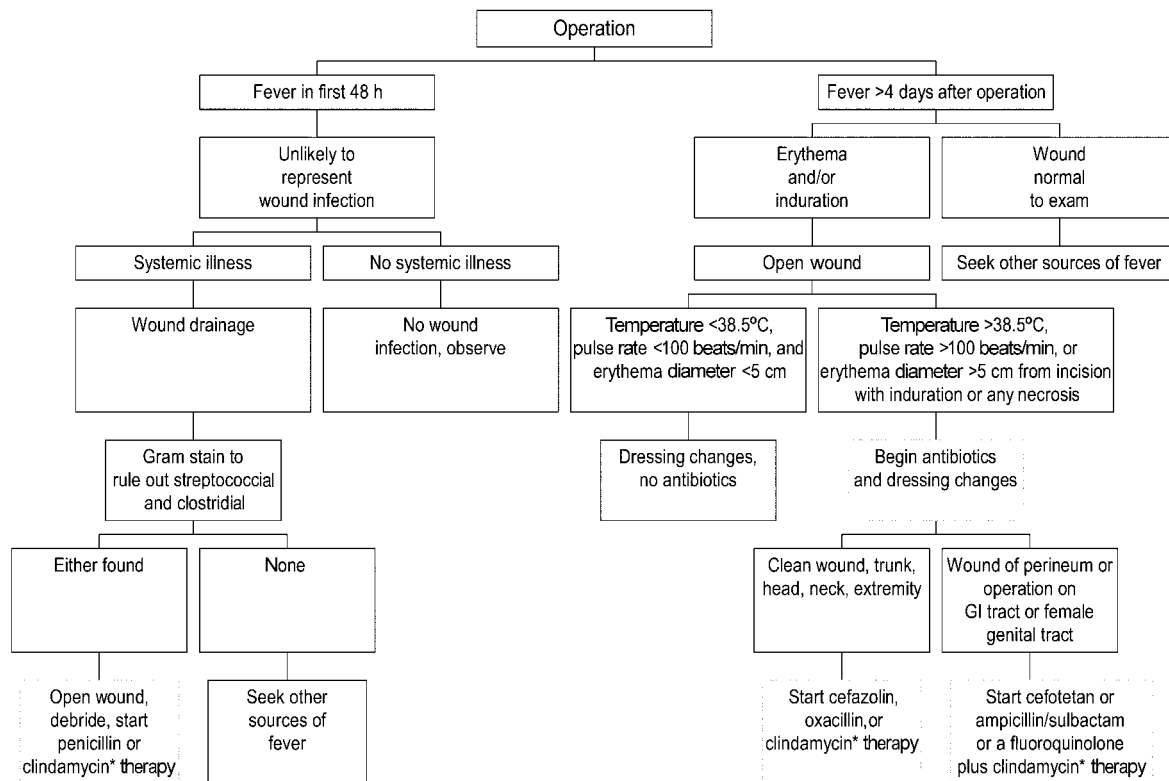 Operation
Fever in first 48 h
Fever >4 days after operation
Unlikely to
represent
wound infection
Erythema
and/or
induration
Wound
normal
to exam
Systemic illness
No systemic illness
Open wound
Seek other sources of fever
Wound drainage
No wound
infection, observe
Temperature <38.5ºC,
pulse rate <100 beats/min, and
erythema diameter <5 cm
Temperature >38.5ºC,
pulse rate >100 beats/min, or
erythema diameter >5 cm from incision
with induration or any necrosis
Gram stain to
rule out streptococcial
and clostridial
Dressing changes,
no antibiotics
Begin antibiotics
and dressing changes
Either found
None
Clean wound, trunk,
head, neck, extremity
Wound of perineum or
operation on
GI tract or female
genital tract
Open wound,
debride, start
penicillin or
clindamycin* therapy
Seek other
sources of
fever
Start cefazolin,
oxacillin,or
clindamycin* therapy
Start cefotetan or
ampicillin/sulbactam
or a fluoroquinolone
plus clindamycin* therapy